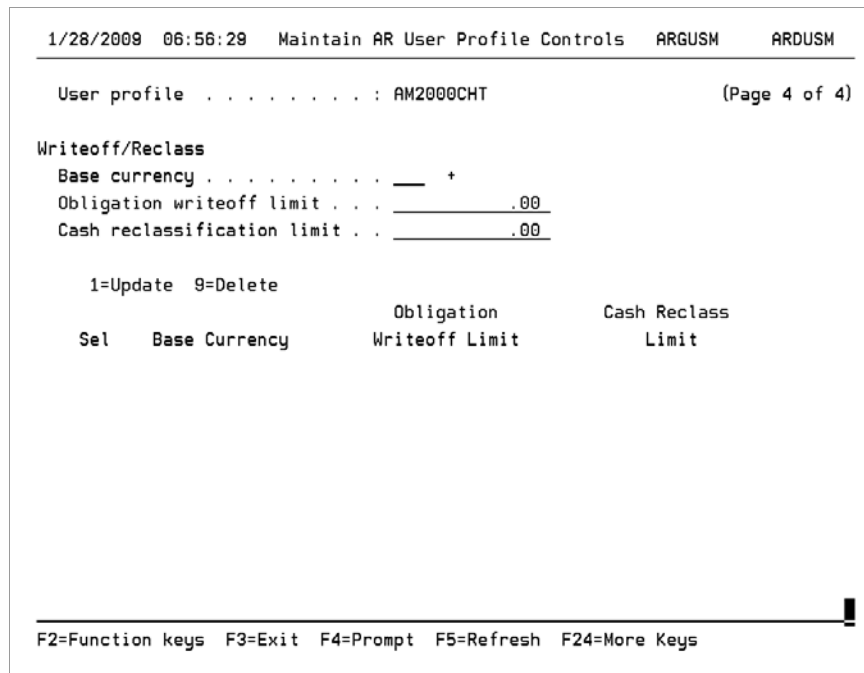 1/28/2009 06:56:29 Maintain AR User Profile Controls ARGUSM ARDUSM
User profile . . . . . . . . : AM2000CHT (Page 4 of 4)
Writeoff/Reclass
Base currency . . . . . . . . . ___ +
Obligation writeoff limit . . . .00
Cash reclassification limit . . .00
1=Update 9=Delete
Obligation Cash Reclass
Sel Base Currency Writeoff Limit Limit
F2=Function keys F3=Exit F4=Prompt F5=Refresh F24=More Keys